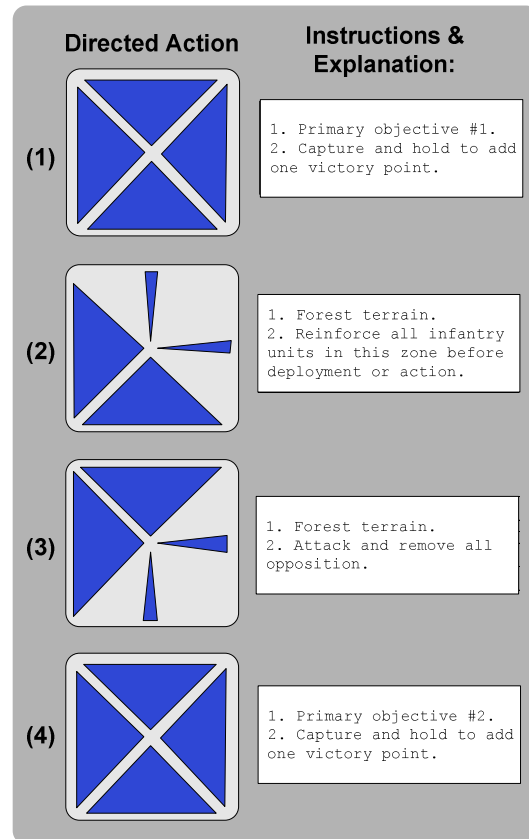 Directed Action
Instructions &
Explanation:
(1)
1. Primary objective #1.
2. Capture and hold to add
one victory point.
(2)
1. Forest terrain.
2. Reinforce all infantry
units in this zone before
deployment or action.
(3)
1. Forest terrain.
2. Attack and remove all
opposition.
(4)
1. Primary objective #2.
2. Capture and hold to add
one victory point.